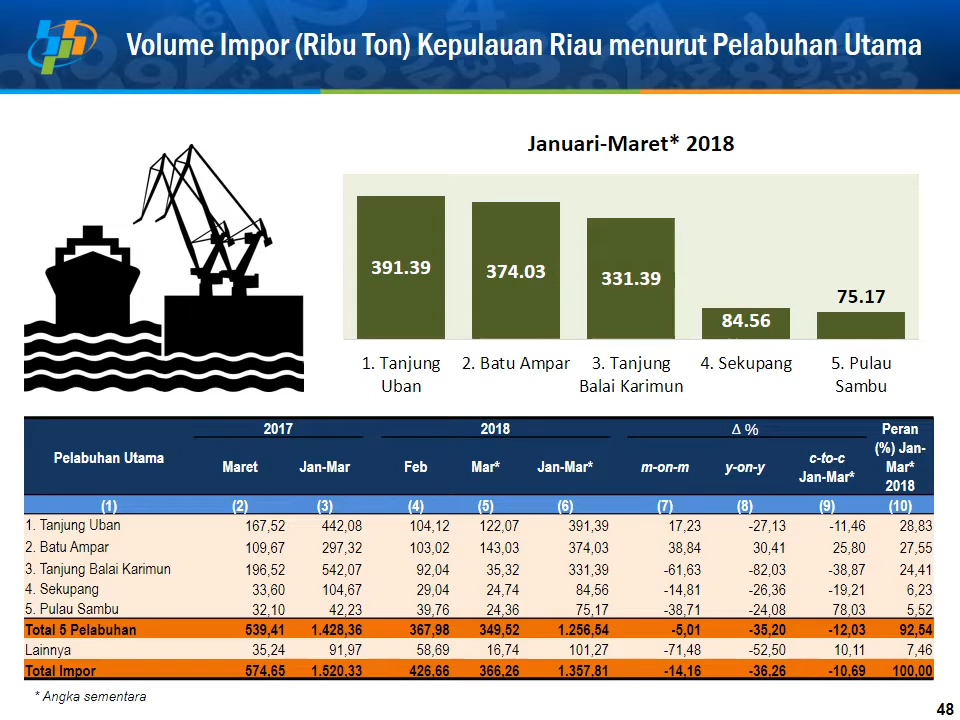 Volume Impor (Ribu Ton) Kepulauan Riau menurut Pelabuhan Utama
Januari-Maret* 2018
391.39
374.03
331.39
84.56
75.17
1. Tanjung Uban
2. Batu Ampar
3. Tanjung Balai Karimun
4. Sekupang
5. Pulau Sambu
Pelabuhan Utama 2017 2018 Δ % Peran (%) Jan-Mar* 2018
Maret Jan-Mar Feb Mar* Jan-Mar* m-on-m y-on-y c-to-c Jan-Mar*
(1) (2) (3) (4) (5) (6) (7) (8) (9) (10)
1. Tanjung Uban 167,52 442,08 104,12 122,07 391,39 17,23 -27,13 -11,46 28,83
2. Batu Ampar 109,67 297,32 103,02 143,03 374,03 38,84 30,41 25,80 27,55
3. Tanjung Balai Karimun 196,52 542,07 92,04 35,32 331,39 -61,63 -82,03 -38,87 24,41
4. Sekupang 33,60 104,67 29,04 24,74 84,56 -14,81 -26,36 -19,21 6,23
5. Pulau Sambu 32,10 42,23 39,76 24,36 75,17 -38,71 -24,08 78,03 5,52
Total 5 Pelabuhan 539,41 1.428,36 367,98 349,52 1.256,54 -5,01 -35,20 -12,03 92,54
Lainnya 35,24 91,97 58,69 16,74 101,27 -71,48 -52,50 10,11 7,46
Total Impor 574,65 1.520,33 426,66 366,26 1.357,81 -14,16 -36,26 -10,69 100,00
* Angka sementara
48